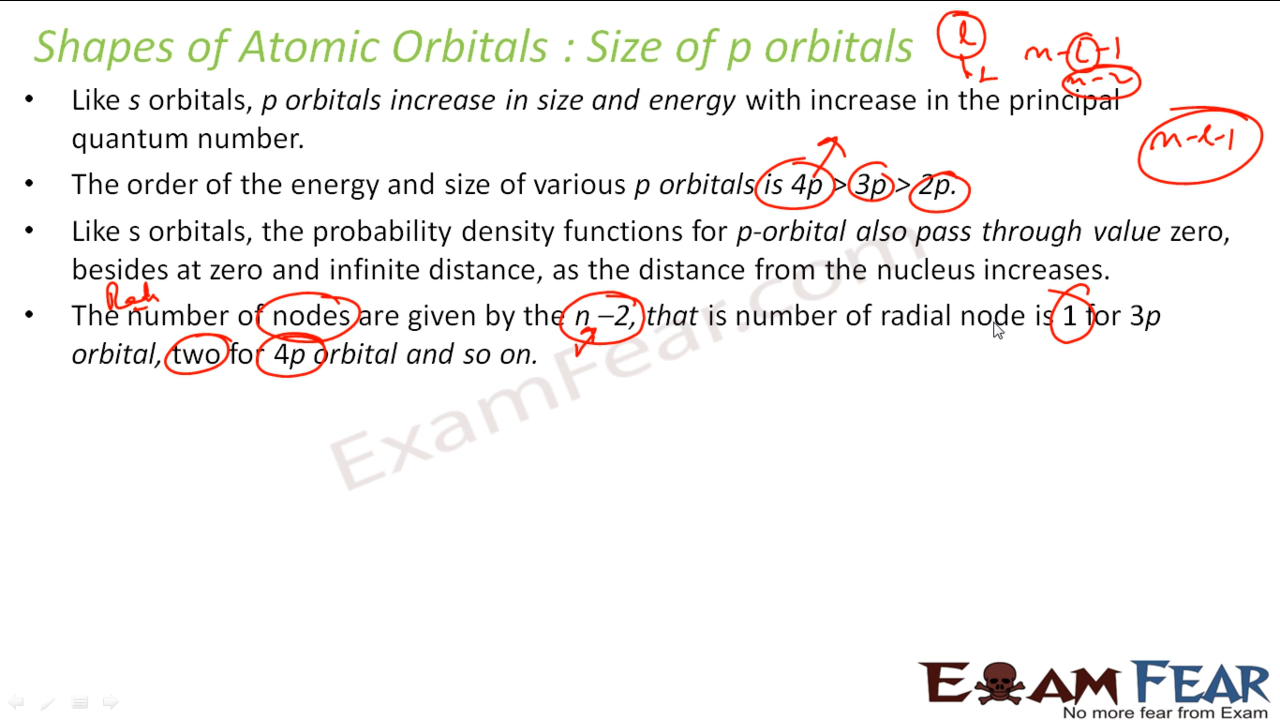 Shapes of Atomic Orbitals : Size of p orbitals
l
1
n-l-1
n-2
n-l-1
• Like s orbitals, p orbitals increase in size and energy with increase in the principal
quantum number.
• The order of the energy and size of various p orbitals is 4p > 3p > 2p.
• Like s orbitals, the probability density functions for p-orbital also pass through value zero,
besides at zero and infinite distance, as the distance from the nucleus increases.
• The number of nodes are given by the n –2, that is number of radial node is 1 for 3p
orbital, two for 4p orbital and so on.
ExamFear.com
EXAM FEAR
No more fear from Exam